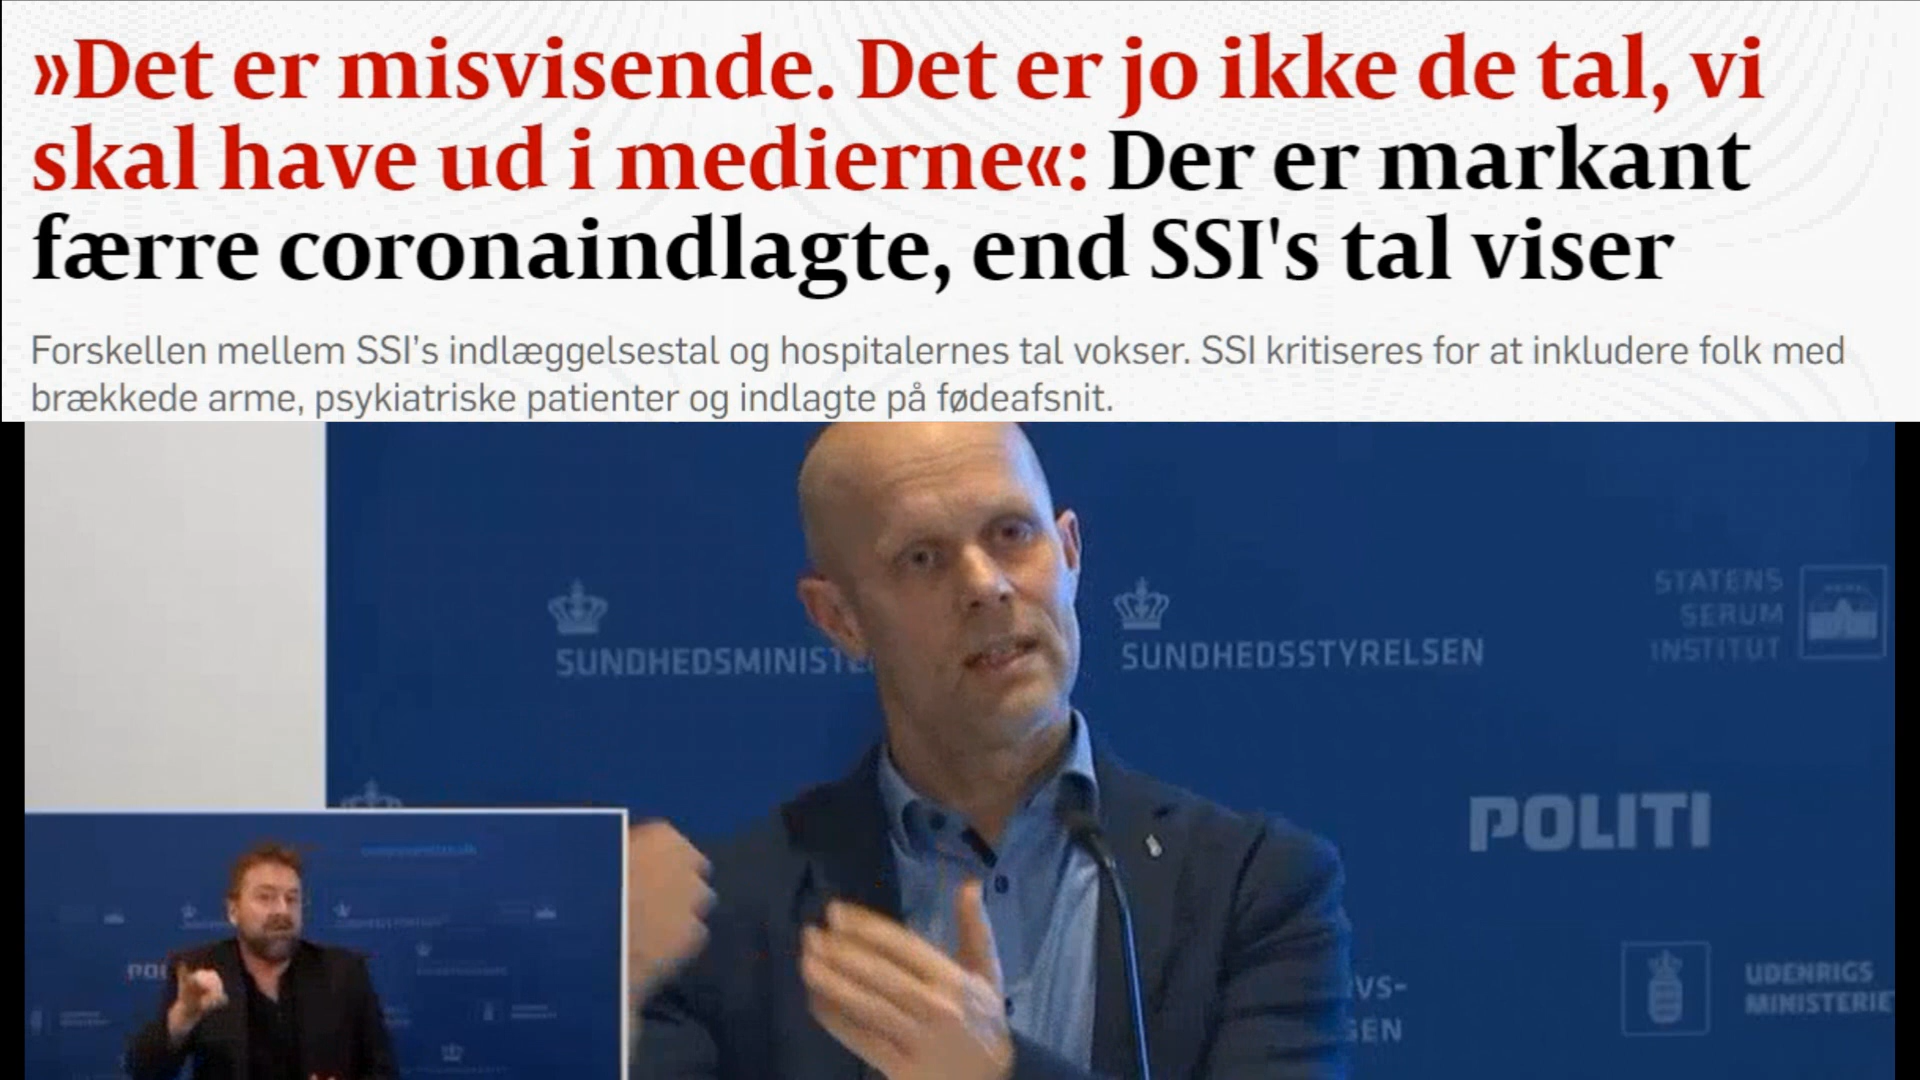 »Det er misvisende. Det er jo ikke de tal, vi
skal have ud i medierne«: Der er markant
færre coronaindlagte, end SSI's tal viser
Forskellen mellem SSI's indlæggelsestal og hospitalernes tal vokser. SSI kritiseres for at inkludere folk med
brækkede arme, psykiatriske patienter og indlagte på fødeafsnit.
STATENS
SERUM
INSTITUT
SUNDHEDSSTYRELSEN
POLITI
UDENRIGS